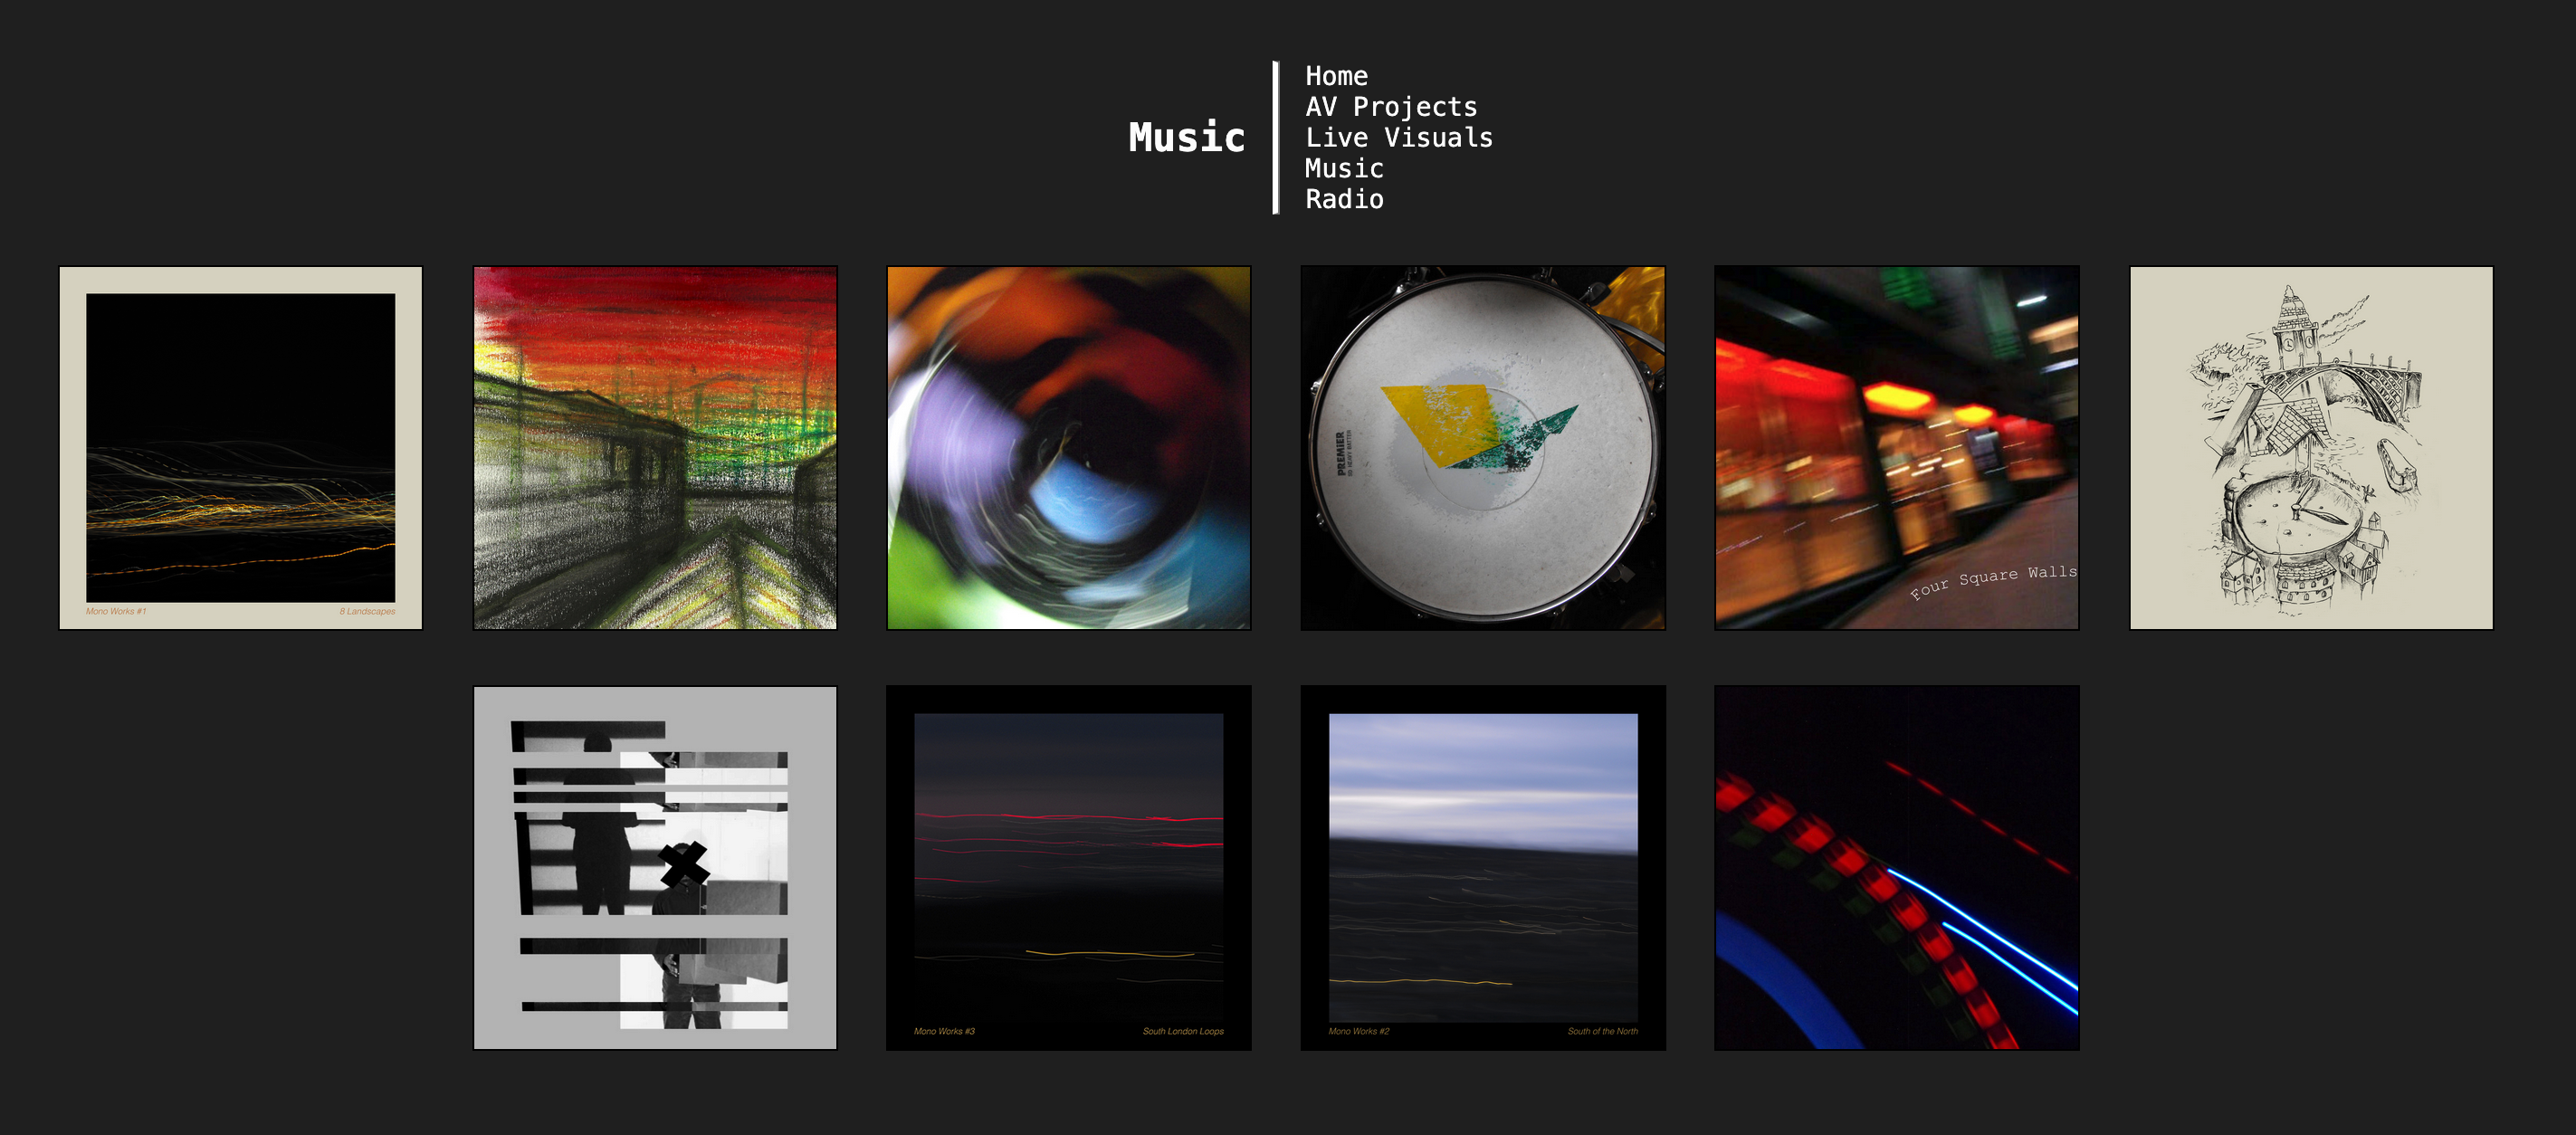 Music
Home
AV Projects
Live Visuals
Music
Radio
Mono Works #1
8 Landscapes
PREMIER
Four Square Walls
Mono Works #3
South London Loops
Mono Works #2
South of the North